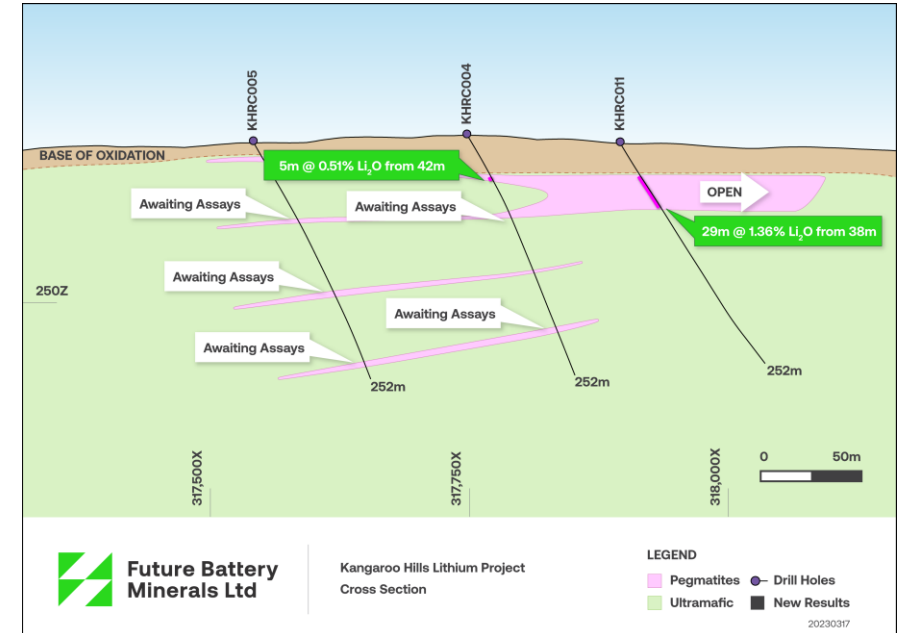 KHRC005
KHRC004
KHRC011
BASE OF OXIDATION
5m @ 0.51% Li₂O from 42m
OPEN
Awaiting Assays
Awaiting Assays
29m @ 1.36% Li₂O from 38m
Awaiting Assays
250Z
Awaiting Assays
Awaiting Assays
252m
252m
252m
317,500X
317,750X
318,000X
0 50m
Future Battery
Minerals Ltd
Kangaroo Hills Lithium Project
Cross Section
LEGEND
Pegmatites Drill Holes
Ultramafic New Results
20230317